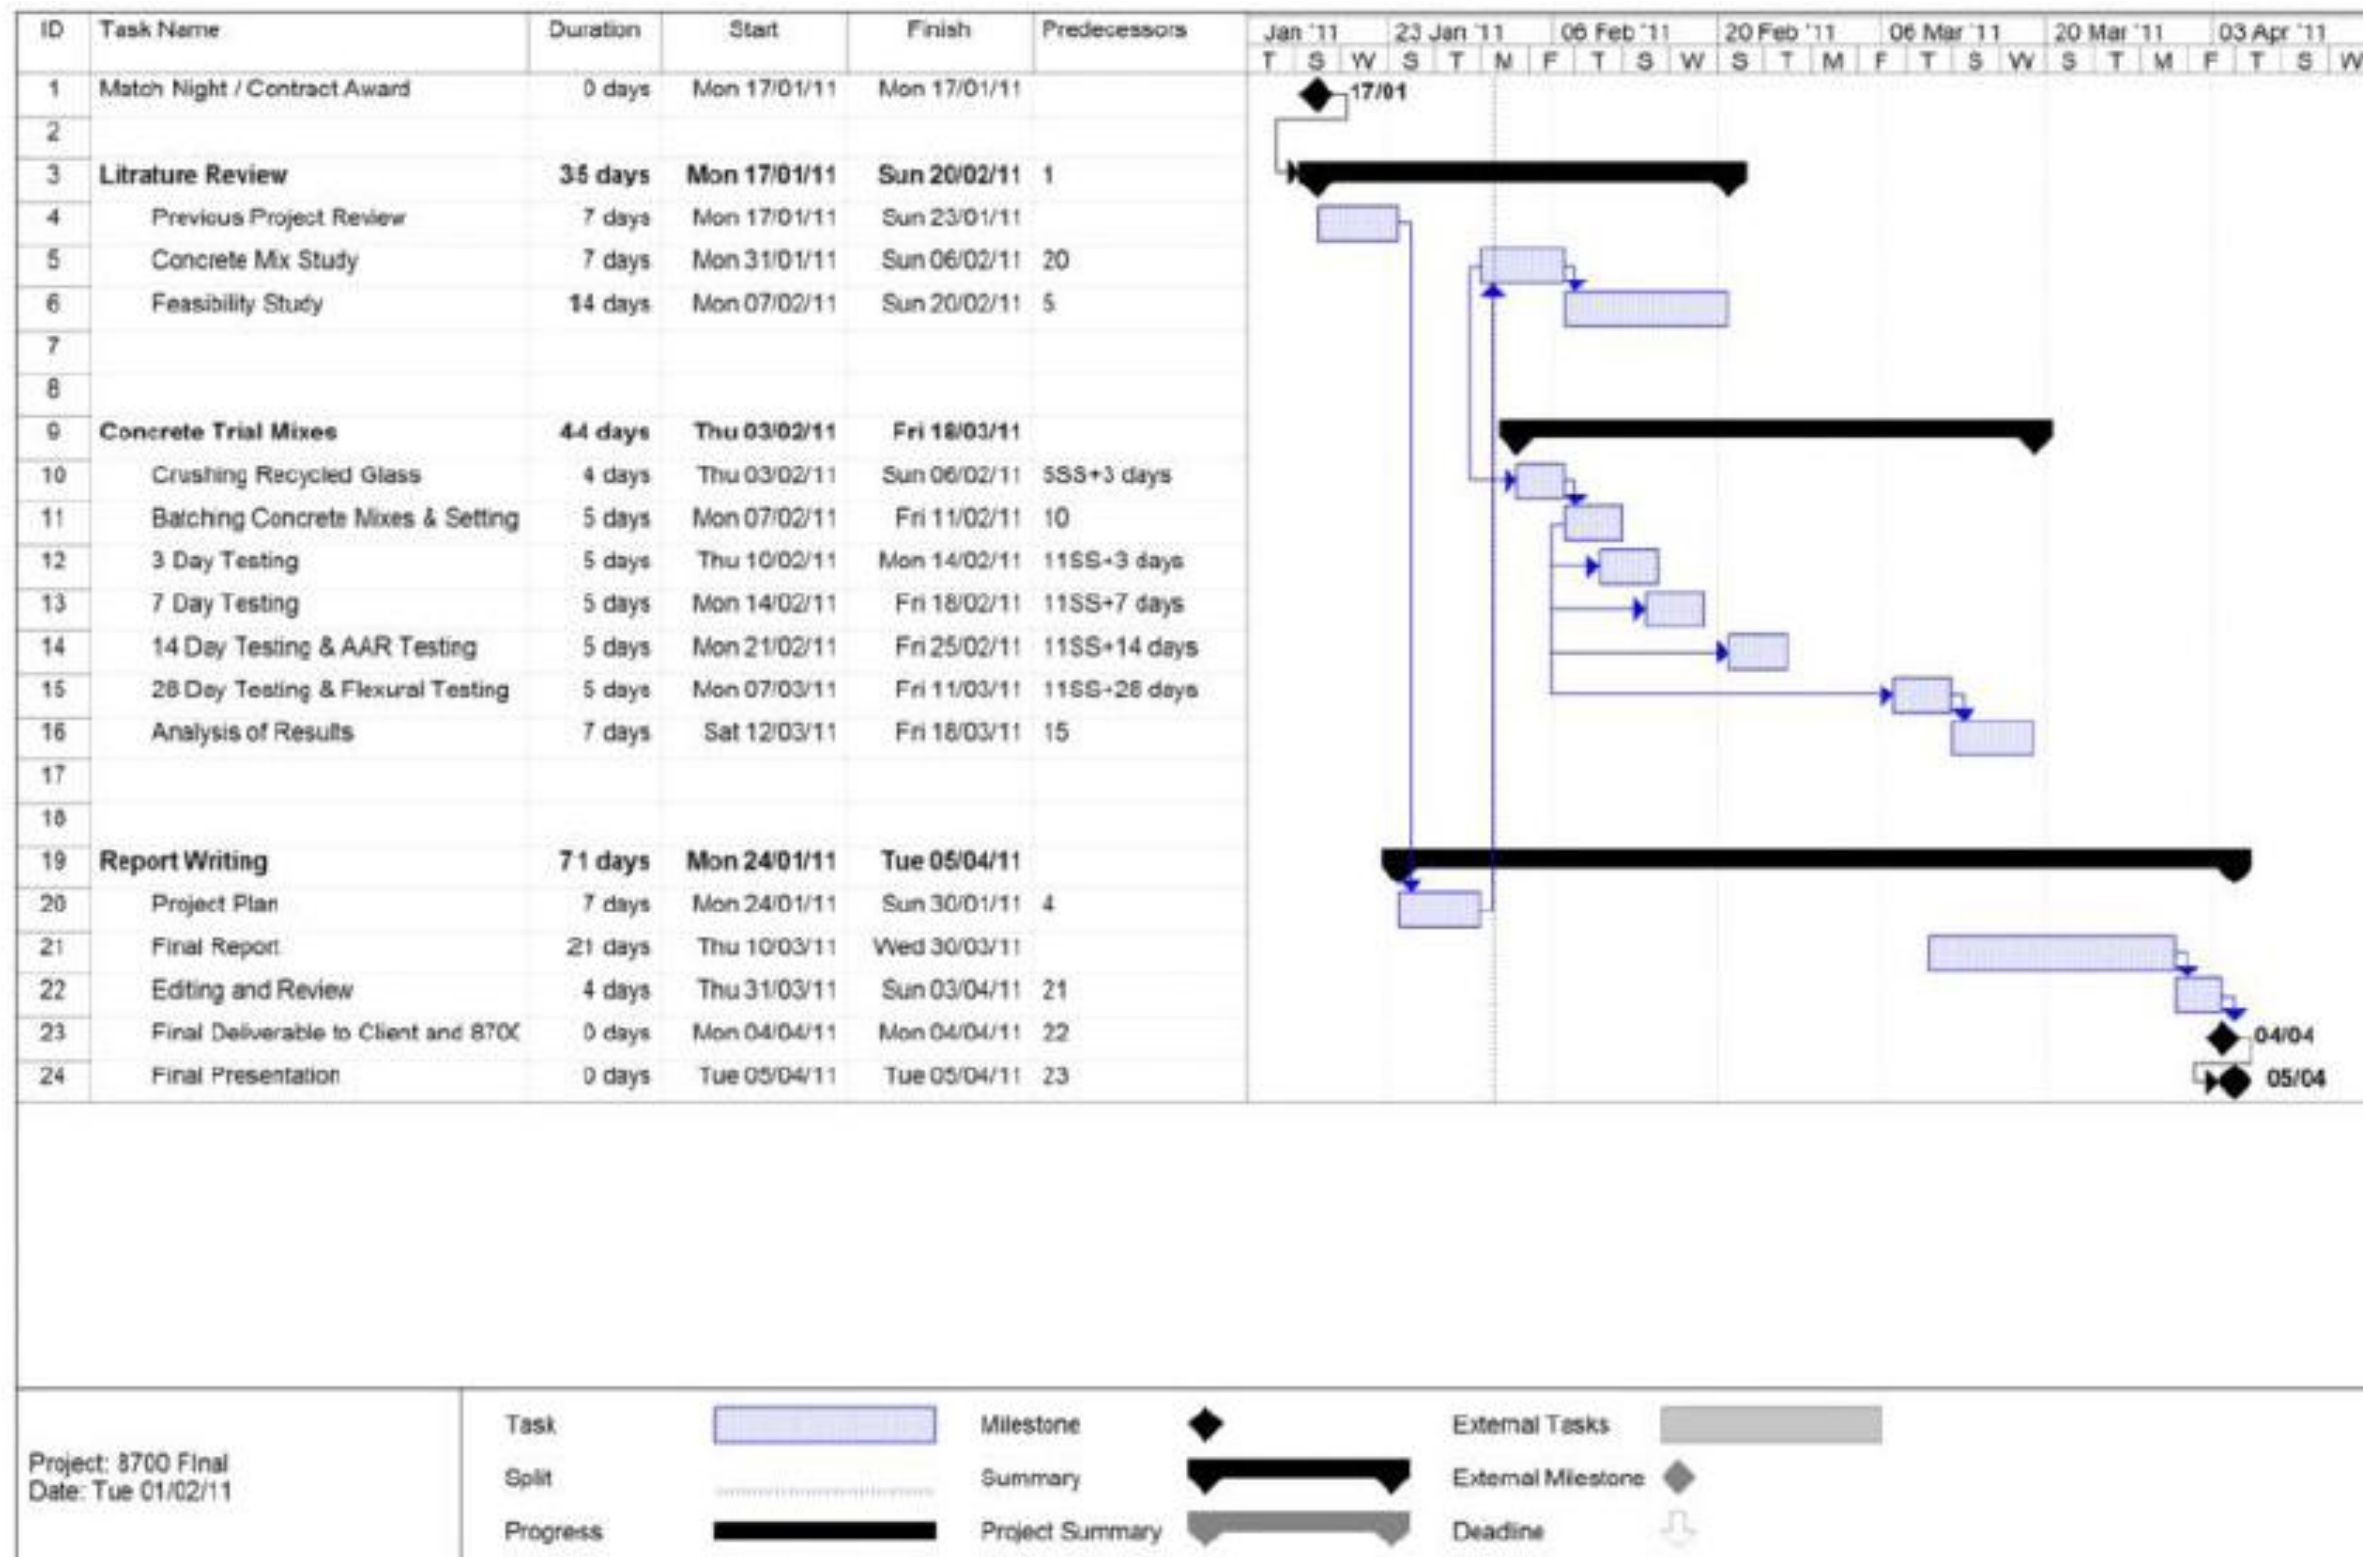 ID Task Name Duration Start Finish Predecessors Jan '11 23 Jan '11 06 Feb '11 20 Feb '11 06 Mar '11 20 Mar '11 03 Apr '11
T S W S T M F T S W S T M F T S W S T M F T S W
1 Match Night / Contract Award 0 days Mon 17/01/11 Mon 17/01/11 17/01
2
3 Litrature Review 35 days Mon 17/01/11 Sun 20/02/11 1
4 Previous Project Review 7 days Mon 17/01/11 Sun 23/01/11
5 Concrete Mix Study 7 days Mon 31/01/11 Sun 06/02/11 20
6 Feasibility Study 14 days Mon 07/02/11 Sun 20/02/11 5
7
8
9 Concrete Trial Mixes 44 days Thu 03/02/11 Fri 18/03/11
10 Crushing Recycled Glass 4 days Thu 03/02/11 Sun 06/02/11 5SS+3 days
11 Batching Concrete Mixes & Setting 5 days Mon 07/02/11 Fri 11/02/11 10
12 3 Day Testing 5 days Thu 10/02/11 Mon 14/02/11 11SS+3 days
13 7 Day Testing 5 days Mon 14/02/11 Fri 18/02/11 11SS+7 days
14 14 Day Testing & AAR Testing 5 days Mon 21/02/11 Fri 25/02/11 11SS+14 days
15 28 Day Testing & Flexural Testing 5 days Mon 07/03/11 Fri 11/03/11 11SS+28 days
16 Analysis of Results 7 days Sat 12/03/11 Fri 18/03/11 15
17
18
19 Report Writing 71 days Mon 24/01/11 Tue 05/04/11
20 Project Plan 7 days Mon 24/01/11 Sun 30/01/11 4
21 Final Report 21 days Thu 10/03/11 Wed 30/03/11
22 Editing and Review 4 days Thu 31/03/11 Sun 03/04/11 21
23 Final Deliverable to Client and 8700 0 days Mon 04/04/11 Mon 04/04/11 22 04/04
24 Final Presentation 0 days Tue 05/04/11 Tue 05/04/11 23 05/04
Project: 8700 FInal
Date: Tue 01/02/11
Task Milestone External Tasks
Split Summary External Milestone
Progress Project Summary Deadline